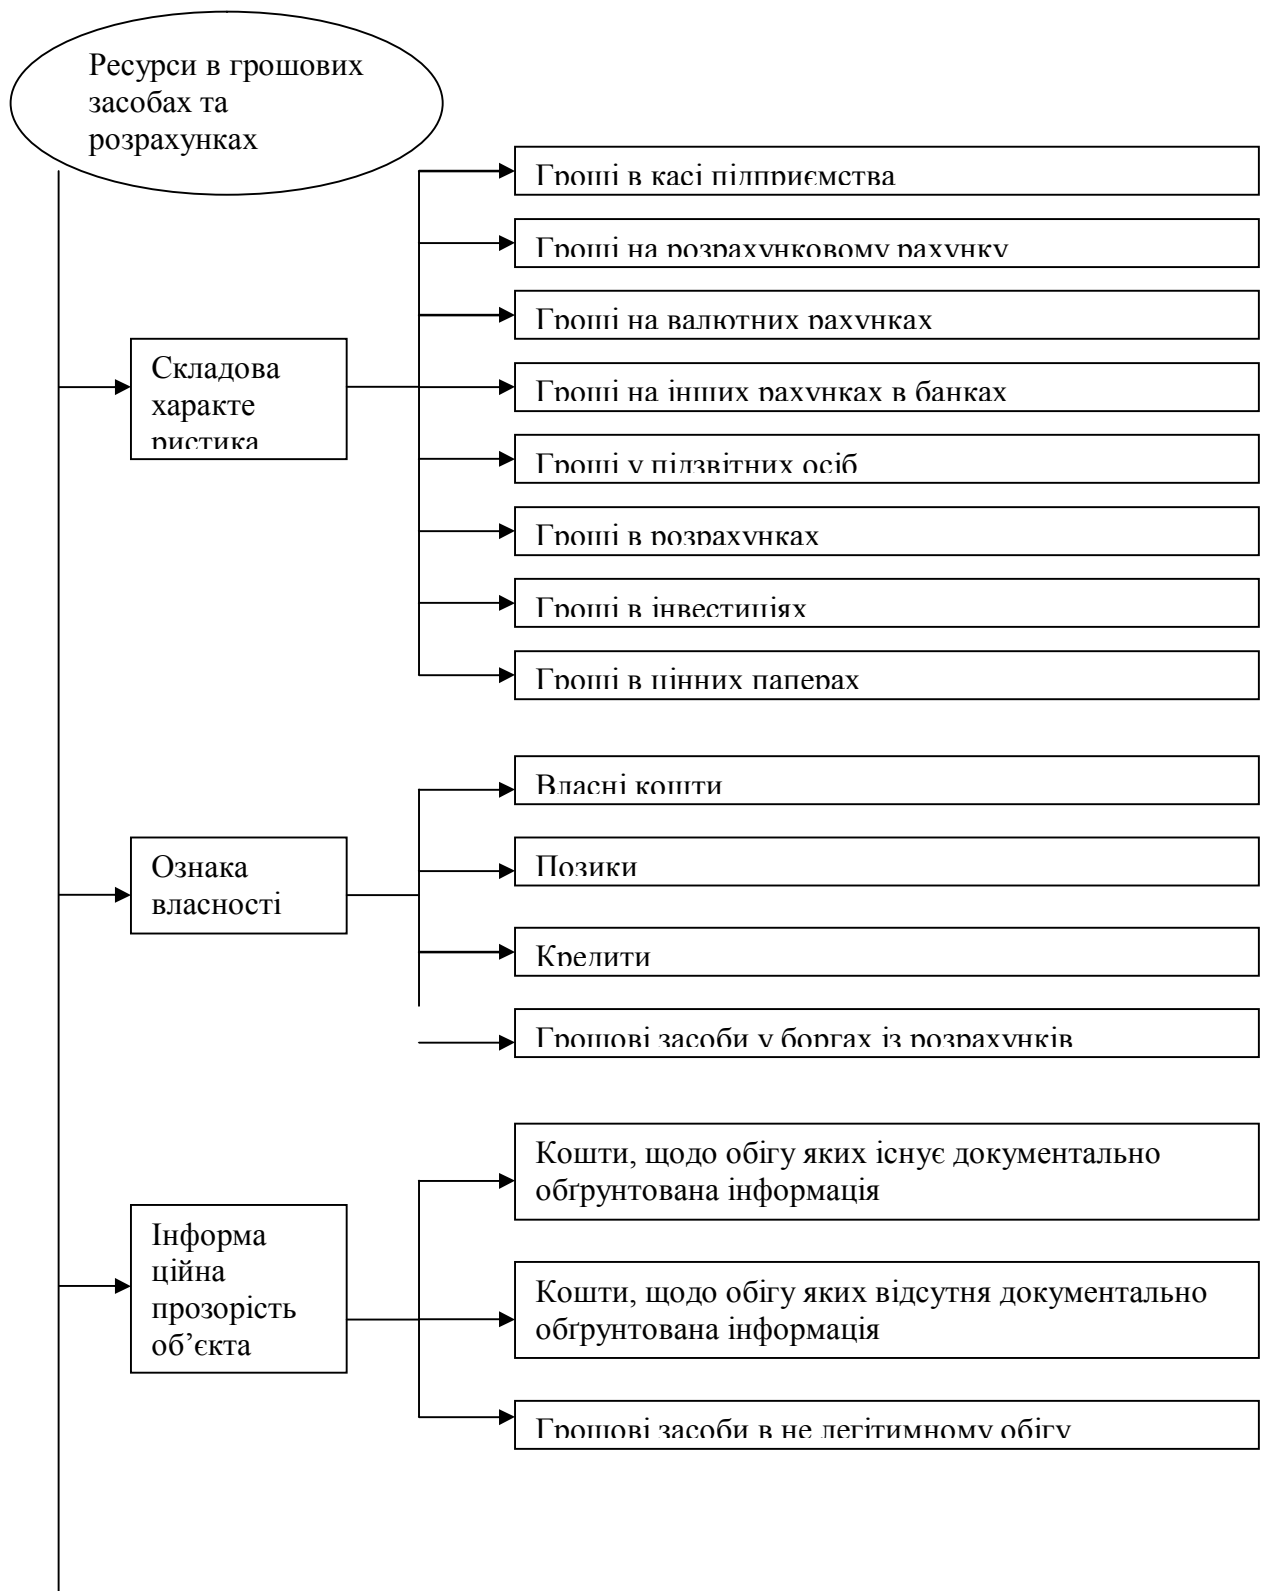 Ресурси в грошових
засобах та
розрахунках
Складова
характе
ристика
Гроші в касі підприємства
Гроші на розрахунковому рахунку
Гроші на валютних рахунках
Гроші на інших рахунках в банках
Гроші у підзвітних осіб
Гроші в розрахунках
Гроші в інвестиціях
Гроші в цінних паперах
Ознака
власності
Власні кошти
Позики
Кредити
Грошові засоби у боргах із розрахунків
Інформа
ційна
прозорість
об’єкта
Кошти, щодо обігу яких існує документально
обґрунтована інформація
Кошти, щодо обігу яких відсутня документально
обґрунтована інформація
Грошові засоби в не легітимному обігу